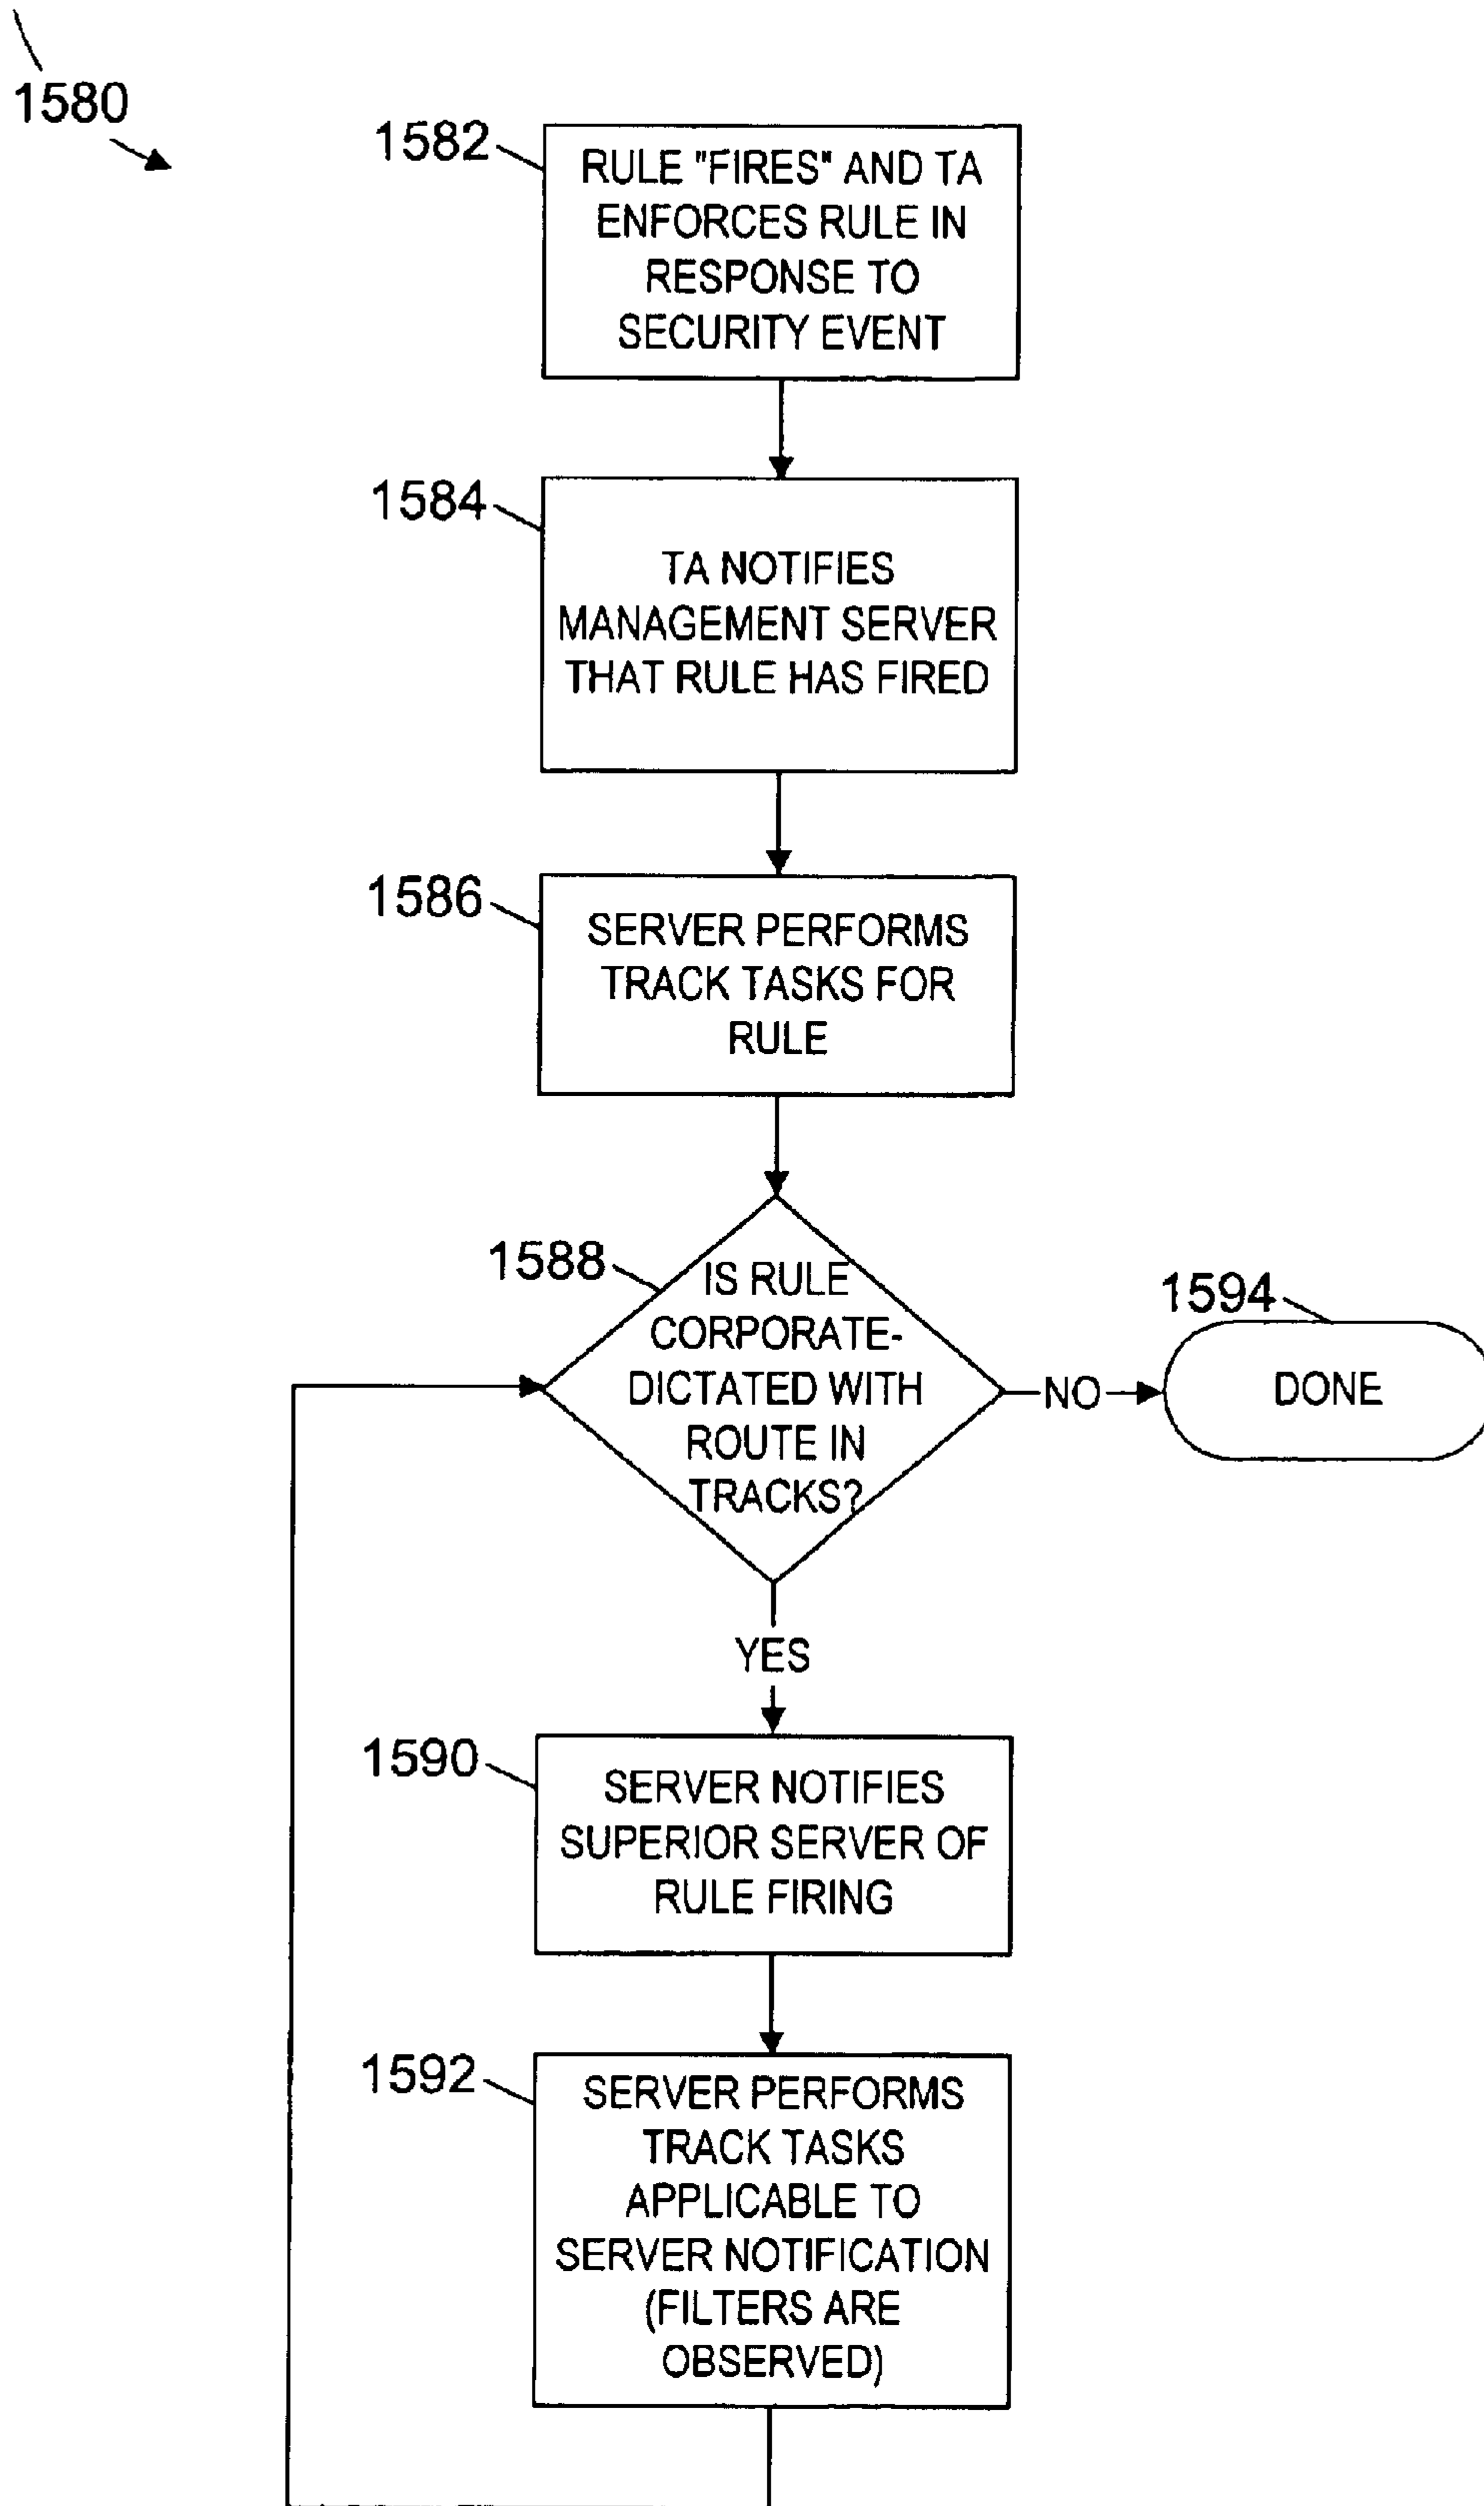 1580
1582
RULE "FIRES" AND TA
ENFORCES RULE IN
RESPONSE TO
SECURITY EVENT
1584
TA NOTIFIES
MANAGEMENT SERVER
THAT RULE HAS FIRED
1586
SERVER PERFORMS
TRACK TASKS FOR
RULE
1588
IS RULE
CORPORATE-
DICTATED WITH
ROUTE IN
TRACKS?
NO
1594
DONE
YES
1590
SERVER NOTIFIES
SUPERIOR SERVER OF
RULE FIRING
1592
SERVER PERFORMS
TRACK TASKS
APPLICABLE TO
SERVER NOTIFICATION
(FILTERS ARE
OBSERVED)